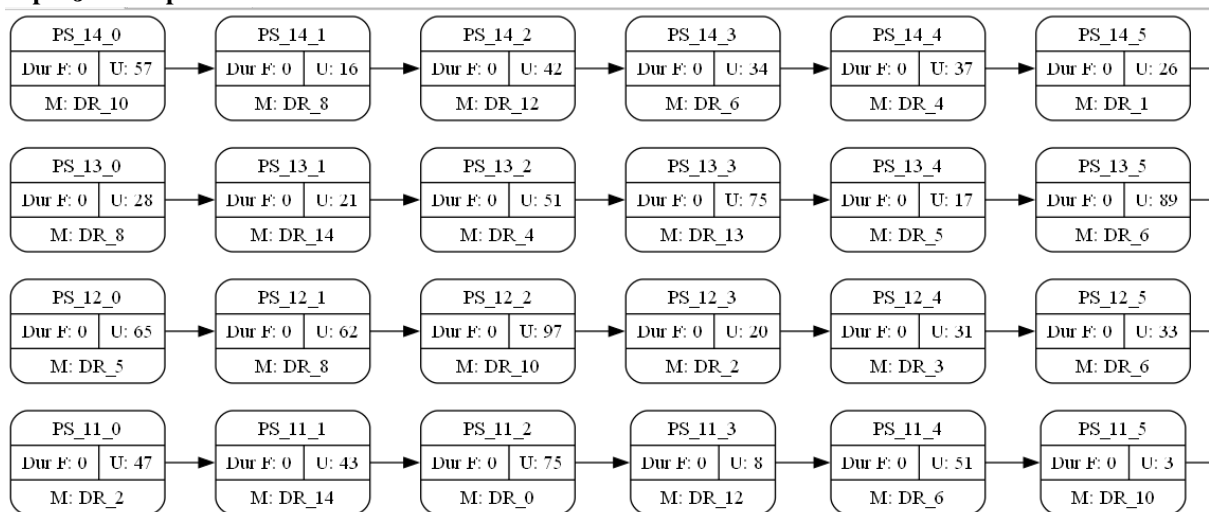 PS_14_0 PS_14_1 PS_14_2 PS_14_3 PS_14_4 PS_14_5
Dur F: 0 U: 57 Dur F: 0 U: 16 Dur F: 0 U: 42 Dur F: 0 U: 34 Dur F: 0 U: 37 Dur F: 0 U: 26
M: DR_10 M: DR_8 M: DR_12 M: DR_6 M: DR_4 M: DR_1
PS_13_0 PS_13_1 PS_13_2 PS_13_3 PS_13_4 PS_13_5
Dur F: 0 U: 28 Dur F: 0 U: 21 Dur F: 0 U: 51 Dur F: 0 U: 75 Dur F: 0 U: 17 Dur F: 0 U: 89
M: DR_8 M: DR_14 M: DR_4 M: DR_13 M: DR_5 M: DR_6
PS_12_0 PS_12_1 PS_12_2 PS_12_3 PS_12_4 PS_12_5
Dur F: 0 U: 65 Dur F: 0 U: 62 Dur F: 0 U: 97 Dur F: 0 U: 20 Dur F: 0 U: 31 Dur F: 0 U: 33
M: DR_5 M: DR_8 M: DR_10 M: DR_2 M: DR_3 M: DR_6
PS_11_0 PS_11_1 PS_11_2 PS_11_3 PS_11_4 PS_11_5
Dur F: 0 U: 47 Dur F: 0 U: 43 Dur F: 0 U: 75 Dur F: 0 U: 8 Dur F: 0 U: 51 Dur F: 0 U: 3
M: DR_2 M: DR_14 M: DR_0 M: DR_12 M: DR_6 M: DR_10